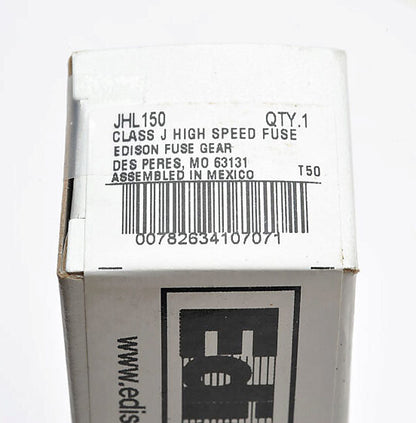 JHL150 QTY.1
CLASS J HIGH SPEED FUSE
EDISON FUSE GEAR
DES PERES, MO 63131
ASSEMBLED IN MEXICO T50
00782634107071